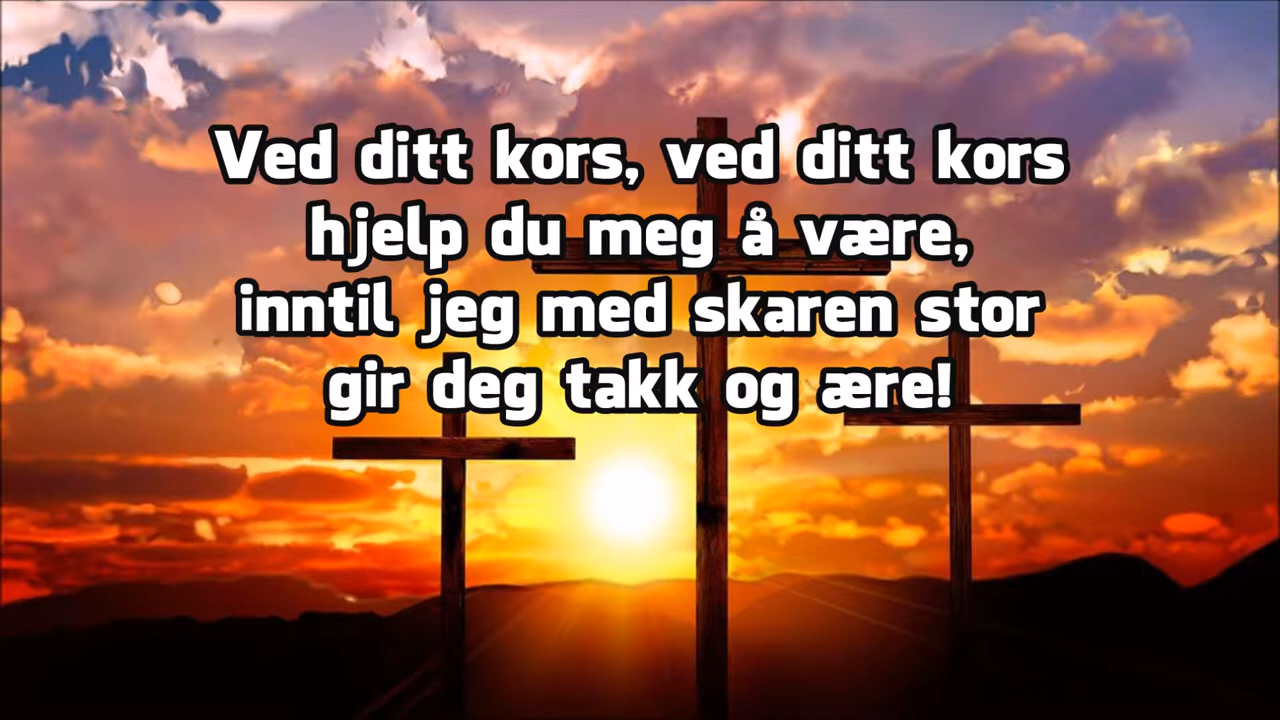 Ved ditt kors, ved ditt kors
hjelp du meg å være,
inntil jeg med skaren stor
gir deg takk og ære!